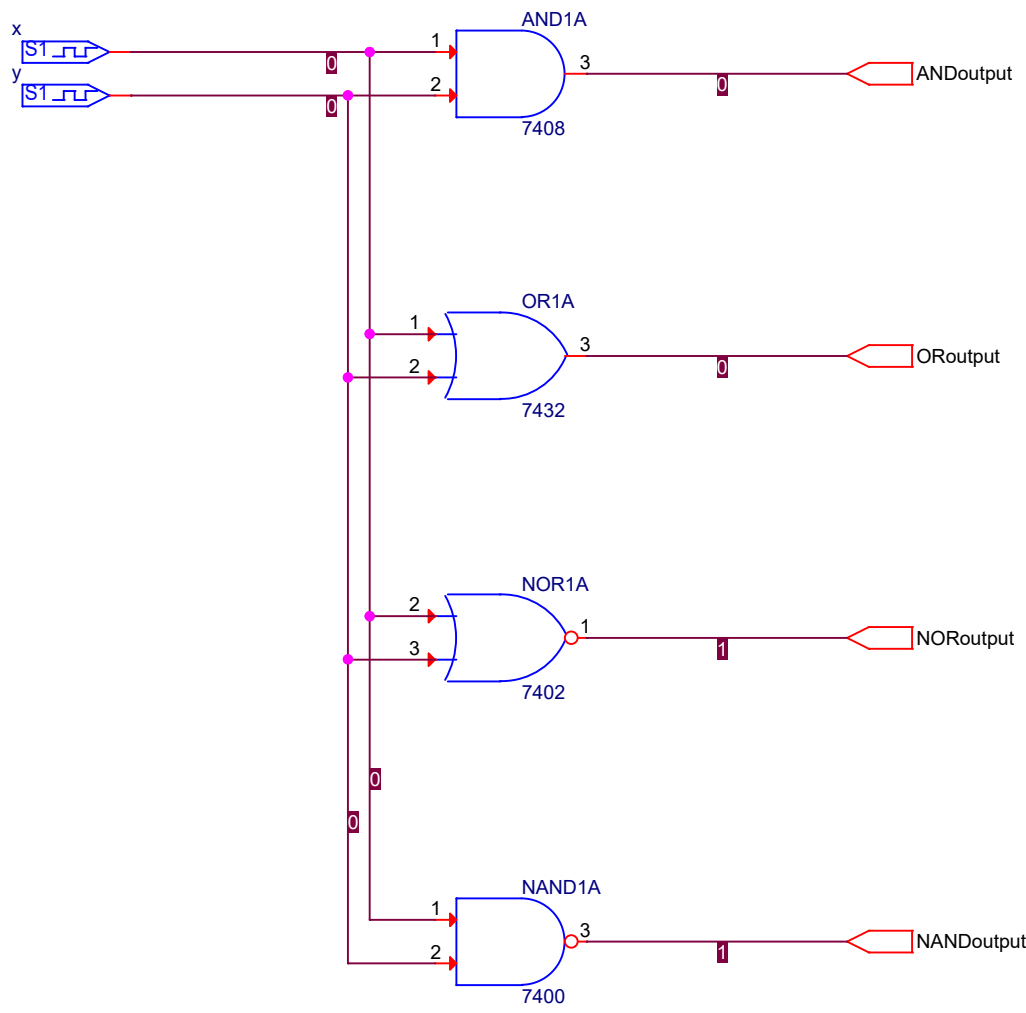 x
S1
0
y
S1
0
AND1A
1
2
3
7408
0
ANDoutput
OR1A
1
2
3
7432
0
ORoutput
NOR1A
2
3
1
7402
1
NORoutput
0
0
NAND1A
1
2
3
7400
1
NANDoutput